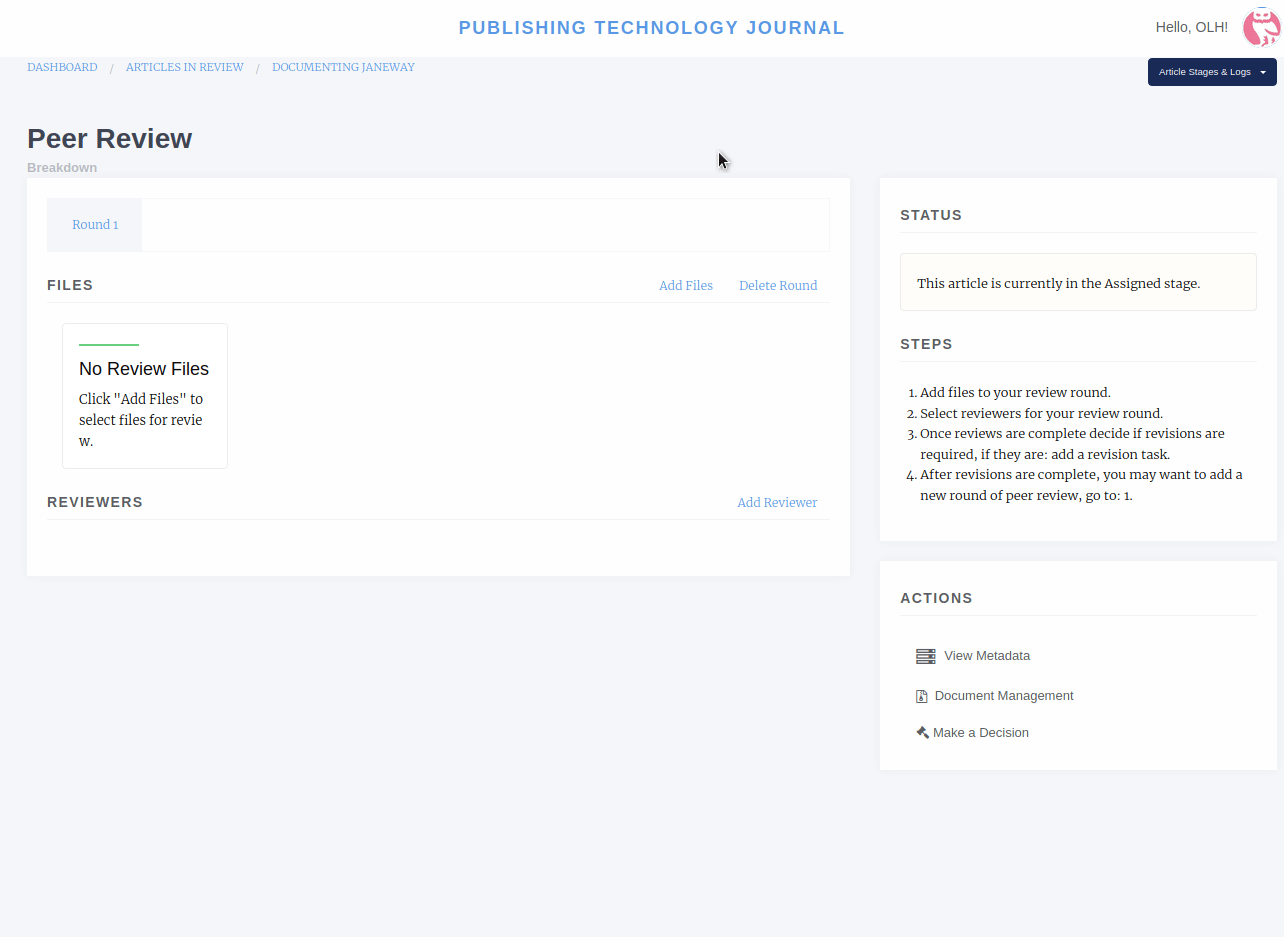 PUBLISHING TECHNOLOGY JOURNAL
Hello, OLH!
DASHBOARD / ARTICLES IN REVIEW / DOCUMENTING JANEWAY
Article Stages & Logs
Peer Review
Breakdown
Round 1
FILES
Add Files
Delete Round
No Review Files
Click "Add Files" to
select files for revie
w.
REVIEWERS
Add Reviewer
STATUS
This article is currently in the Assigned stage.
STEPS
1. Add files to your review round.
2. Select reviewers for your review round.
3. Once reviews are complete decide if revisions are
required, if they are: add a revision task.
4. After revisions are complete, you may want to add a
new round of peer review, go to: 1.
ACTIONS
View Metadata
Document Management
Make a Decision